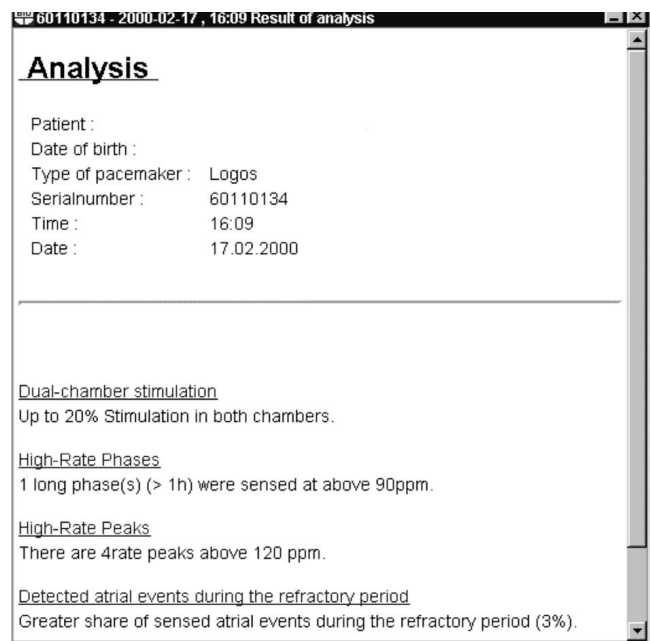 60110134 - 2000-02-17 , 16:09 Result of analysis
Analysis
Patient :
Date of birth :
Type of pacemaker : Logos
Serialnumber : 60110134
Time : 16:09
Date : 17.02.2000
Dual-chamber stimulation
Up to 20% Stimulation in both chambers.
High-Rate Phases
1 long phase(s) (> 1h) were sensed at above 90ppm.
High-Rate Peaks
There are 4rate peaks above 120 ppm.
Detected atrial events during the refractory period
Greater share of sensed atrial events during the refractory period (3%).